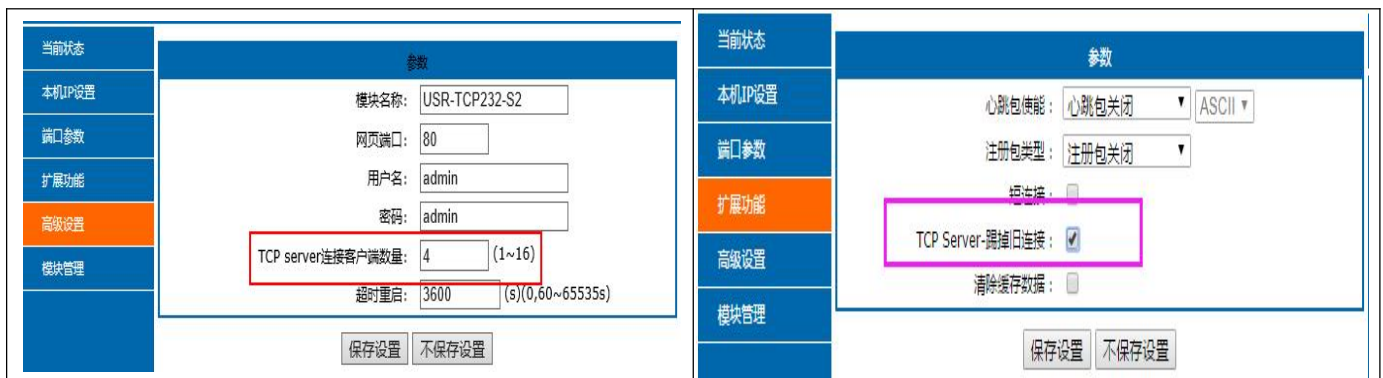 当前状态
本机IP设置
端口参数
扩展功能
高级设置
模块管理
参数
模块名称: USR-TCP232-S2
网页端口: 80
用户名: admin
密码: admin
TCP server连接客户端数量: 4 (1~16)
超时重启: 3600 (s)(0,60~65535s)
保存设置 不保存设置
当前状态
本机IP设置
端口参数
扩展功能
高级设置
模块管理
参数
心跳包使能: 心跳包关闭 ASCII
注册包类型: 注册包关闭
短连接:
TCP Server-踢掉旧连接:
清除缓存数据:
保存设置 不保存设置